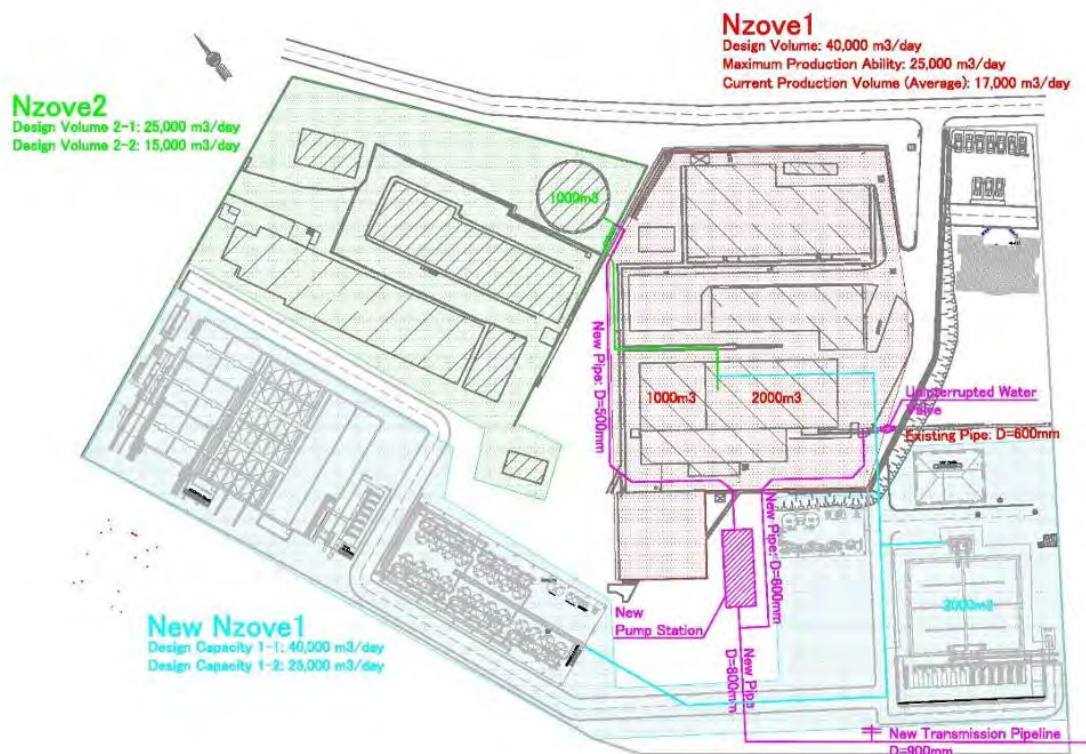 Nzove1
Design Volume: 40,000 m3/day
Maximum Production Ability: 25,000 m3/day
Current Production Volume (Average): 17,000 m3/day
Nzove2
Design Volume 2-1: 25,000 m3/day
Design Volume 2-2: 15,000 m3/day
1000m3
New Pipe: D=500mm
1000m3
2000m3
Uninterrupted Water
Valve
Existing Pipe: D=600mm
New Pipe: D=600mm
New
Pump Station
2000m3
New Nzove1
Design Capacity 1-1: 40,000 m3/day
Design Capacity 1-2: 25,000 m3/day
New Pipe
D=800mm
New Transmission Pipeline
D=900mm